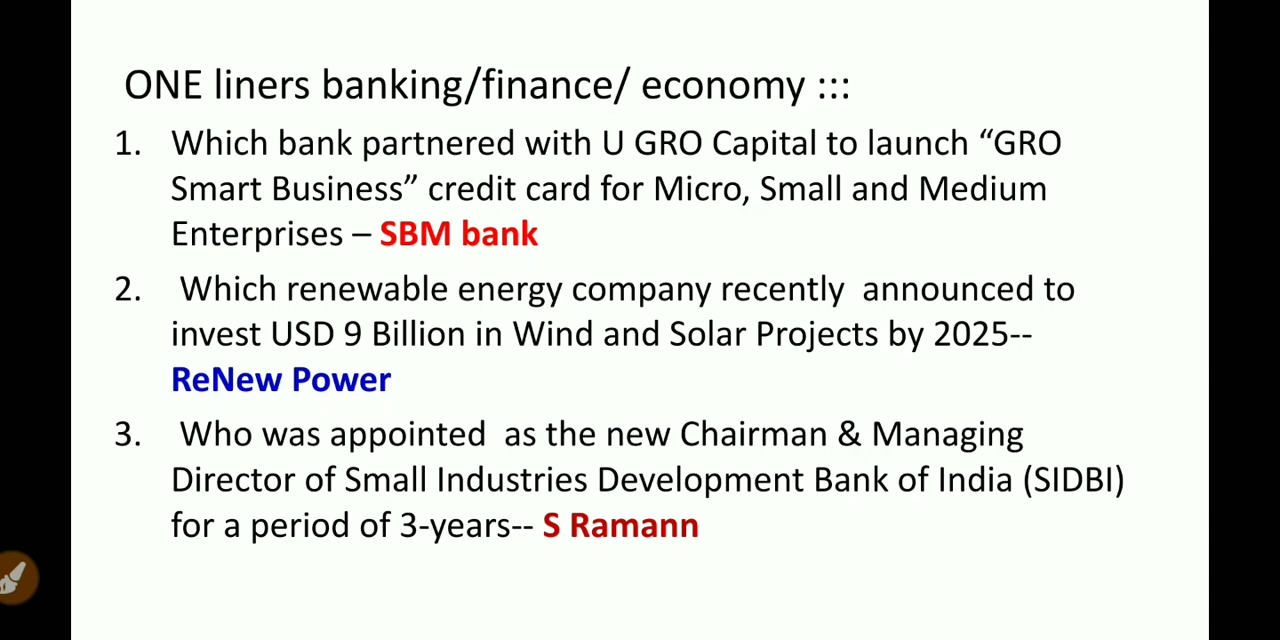 ONE liners banking/finance/ economy :::
1. Which bank partnered with U GRO Capital to launch “GRO
Smart Business” credit card for Micro, Small and Medium
Enterprises – SBM bank
2. Which renewable energy company recently announced to
invest USD 9 Billion in Wind and Solar Projects by 2025--
ReNew Power
3. Who was appointed as the new Chairman & Managing
Director of Small Industries Development Bank of India (SIDBI)
for a period of 3-years-- S Ramann